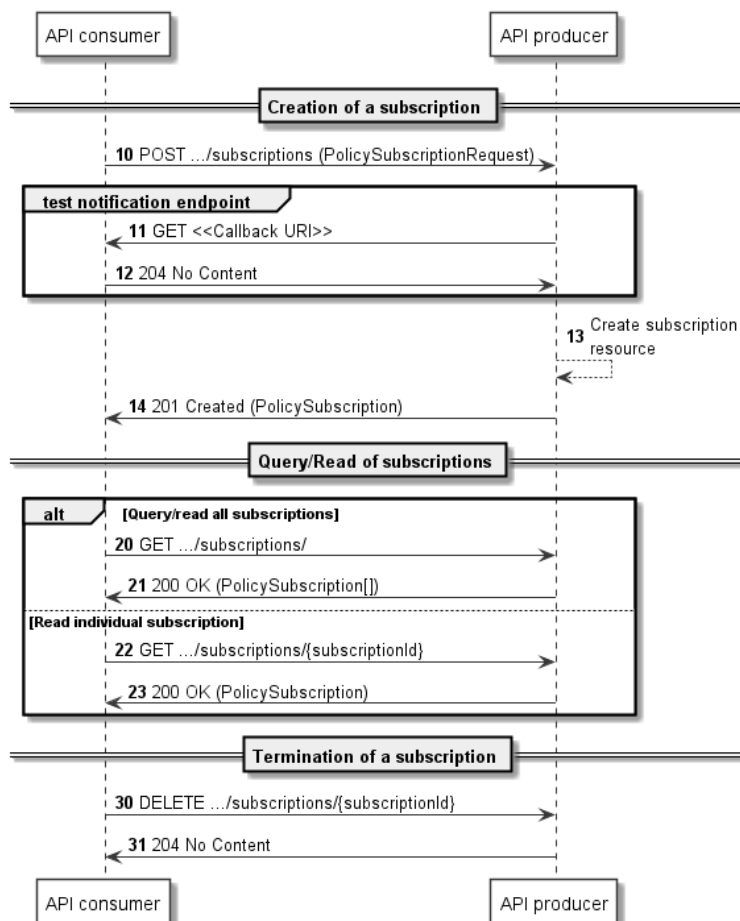 API consumer
API producer
Creation of a subscription
10 POST .../subscriptions (PolicySubscriptionRequest)
test notification endpoint
11 GET <<Callback URI>>
12 204 No Content
13 Create subscription
resource
14 201 Created (PolicySubscription)
Query/Read of subscriptions
alt [Query/read all subscriptions]
20 GET .../subscriptions/
21 200 OK (PolicySubscription[])
[Read individual subscription]
22 GET .../subscriptions/{subscriptionId}
23 200 OK (PolicySubscription)
Termination of a subscription
30 DELETE .../subscriptions/{subscriptionId}
31 204 No Content
API consumer
API producer